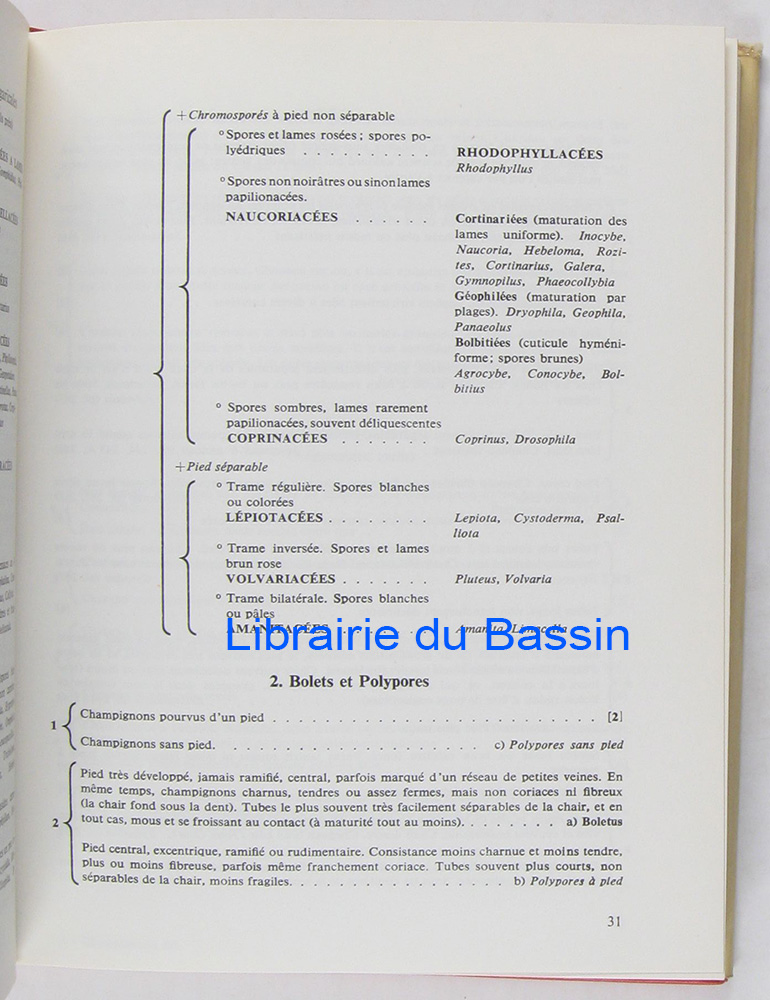 +Chromosporés à pied non séparable
° Spores et lames rosées; spores po-
lyédriques . . . . . . . . . . RHODOPHYLLACÉES
Rhodophyllus
° Spores non noirâtres ou sinon lames
papilionacées.
NAUCORIACÉES . . . . . . Cortinariées (maturation des
lames uniforme). Inocybe,
Naucoria, Hebeloma, Rozi-
tes, Cortinarius, Galera,
Gymnopilus, Phaeocollybia
Géophilées (maturation par
plages). Dryophila, Geophila,
Panaeolus
Bolbitiées (cuticule hyméni-
forme; spores brunes)
Agrocybe, Conocybe, Bol-
bitius
° Spores sombres, lames rarement
papilionacées, souvent déliquescentes
COPRINACÉES . . . . . . . Coprinus, Drosophila
+Pied séparable
° Trame régulière. Spores blanches
ou colorées
LÉPIOTACÉES . . . . . . . . Lepiota, Cystoderma, Psal-
liota
° Trame inversée. Spores et lames
brun rose
VOLVARIACÉES . . . . . . . Pluteus, Volvaria
° Trame bilatérale. Spores blanches
ou pâles
AMANITACÉES . . . . . . . Amanita, Limacella
Librairie du Bassin
2. Bolets et Polypores
1
Champignons pourvus d'un pied . . . . . . . . . . . . . . . . . . . . . . . . . [2]
Champignons sans pied. . . . . . . . . . . . . . . . . . . . c) Polypores sans pied
2
Pied très développé, jamais ramifié, central, parfois marqué d'un réseau de petites veines. En
même temps, champignons charnus, tendres ou assez fermes, mais non coriaces ni fibreux
(la chair fond sous la dent). Tubes le plus souvent très facilement séparables de la chair, et en
tout cas, mous et se froissant au contact (à maturité tout au moins). . . . . . . . a) Boletus
Pied central, excentrique, ramifié ou rudimentaire. Consistance moins charnue et moins tendre,
plus ou moins fibreuse, parfois même franchement coriace. Tubes souvent plus courts, non
séparables de la chair, moins fragiles. . . . . . . . . . . . . . . . . . b) Polypores à pied
31